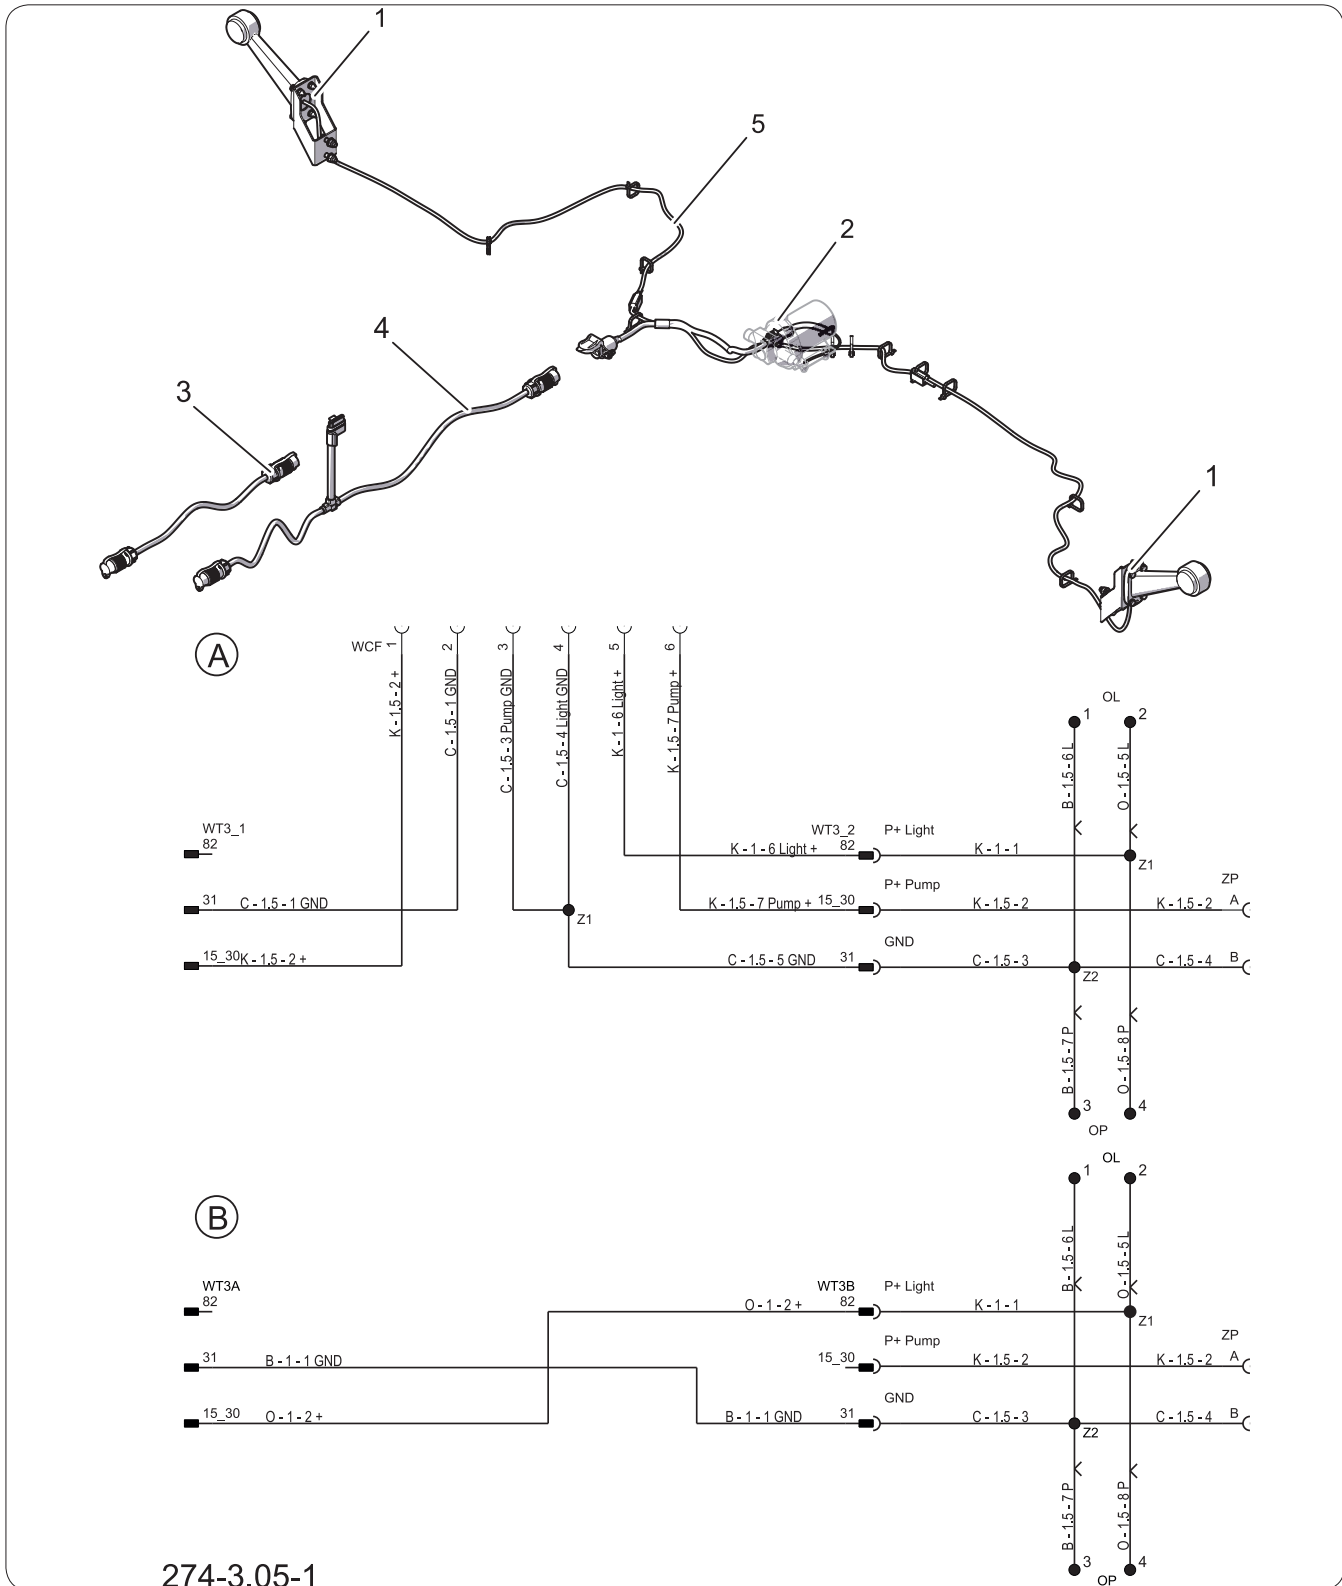 1
5
2
4
3
1
A
WCF 1 2 3 4 5 6
K - 1.5 - 2 +
C - 1.5 - 1 GND
C - 1.5 - 3 Pump GND
C - 1.5 - 4 Light GND
K - 1 - 6 Light +
K - 1.5 - 7 Pump +
OL
1 2
B - 1.5 - 6 L
O - 1.5 - 5 L
WT3_1
82
WT3_2 P+ Light
K - 1 - 6 Light + 82 K - 1 - 1
Z1
P+ Pump ZP
31 C - 1.5 - 1 GND
K - 1.5 - 7 Pump + 15_30 K - 1.5 - 2 K - 1.5 - 2 A
Z1
GND
15_30 K - 1.5 - 2 +
C - 1.5 - 5 GND 31 C - 1.5 - 3 C - 1.5 - 4 B
Z2
B - 1.5 - 7 P
O - 1.5 - 8 P
3 4
OP
OL
1 2
B
B - 1.5 - 6 L
O - 1.5 - 5 L
WT3A
82
WT3B P+ Light
O - 1 - 2 + 82 K - 1 - 1
Z1
P+ Pump ZP
31 B - 1 - 1 GND
15_30 K - 1.5 - 2 K - 1.5 - 2 A
GND
15_30 O - 1 - 2 +
B - 1 - 1 GND 31 C - 1.5 - 3 C - 1.5 - 4 B
Z2
B - 1.5 - 7 P
O - 1.5 - 8 P
3 4
OP
274-3.05-1